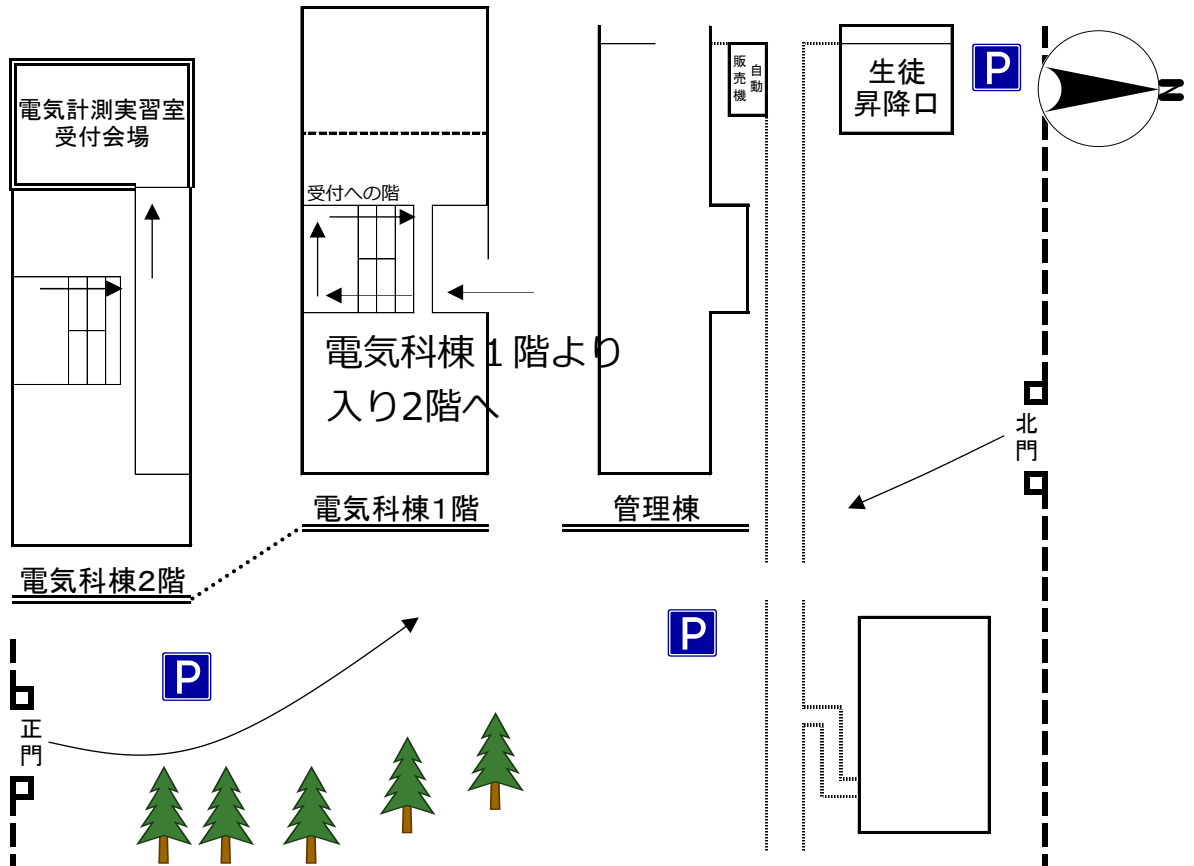 電気計測実習室
受付会場
受付への階
電気科棟１階より
入り2階へ
自動
販売機
生徒
昇降口
P
N
北門
電気科棟1階
管理棟
電気科棟2階
P
P
正門